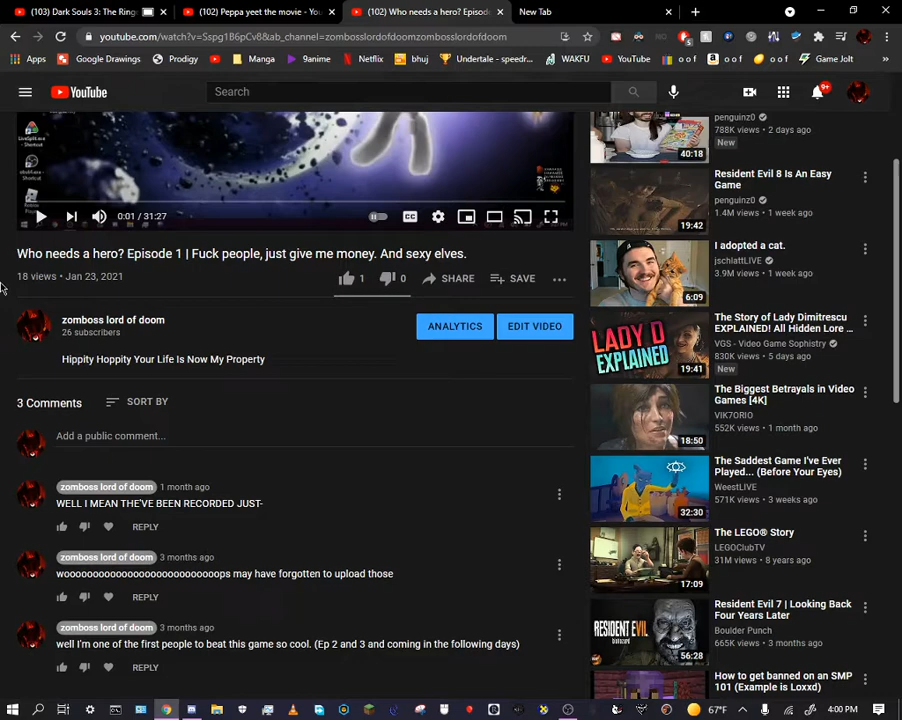 (103) Dark Souls 3: The Ring
(102) Peppa yeet the movie - You
(102) Who needs a hero? Episode
New Tab
youtube.com/watch?v=Sspg1B6pCv8&ab_channel=zombosslordofdoomzombosslordofdoom
Apps
Google Drawings
Prodigy
Manga
9anime
Netflix
bhuj
Undertale - speedr...
WAKFU
YouTube
o o f
o o f
o o f
Game Jolt
YouTube
Search
9+
LiveSplit.exe - Shortcut
0:01 / 31:27
CC
Who needs a hero? Episode 1 | Fuck people, just give me money. And sexy elves.
18 views • Jan 23, 2021
1
0
SHARE
SAVE
zomboss lord of doom
26 subscribers
ANALYTICS
EDIT VIDEO
Hippity Hoppity Your Life Is Now My Property
3 Comments
SORT BY
Add a public comment...
zomboss lord of doom 1 month ago
WELL I MEAN THE'VE BEEN RECORDED JUST-
REPLY
zomboss lord of doom 3 months ago
woooooooooooooooooooooooooops may have forgotten to upload those
REPLY
zomboss lord of doom 3 months ago
well I'm one of the first people to beat this game so cool. (Ep 2 and 3 and coming in the following days)
REPLY
penguinz0
788K views • 2 days ago
New
40:18
Resident Evil 8 Is An Easy
Game
penguinz0
1.4M views • 1 week ago
19:42
I adopted a cat.
jschlattLIVE
3.9M views • 1 week ago
6:09
The Story of Lady Dimitrescu
EXPLAINED! All Hidden Lore ...
VGS - Video Game Sophistry
830K views • 5 days ago
New
LADY D
EXPLAINED
19:41
The Biggest Betrayals in Video
Games [4K]
VIK7ORIO
552K views • 1 month ago
18:50
The Saddest Game I've Ever
Played... (Before Your Eyes)
WeestLIVE
571K views • 3 weeks ago
32:30
The LEGO® Story
LEGOClubTV
31M views • 8 years ago
17:09
Resident Evil 7 | Looking Back
Four Years Later
Boulder Punch
665K views • 3 months ago
RESIDENT EVIL
56:28
How to get banned on an SMP
101 (Example is Loxxd)
67°F
4:00 PM